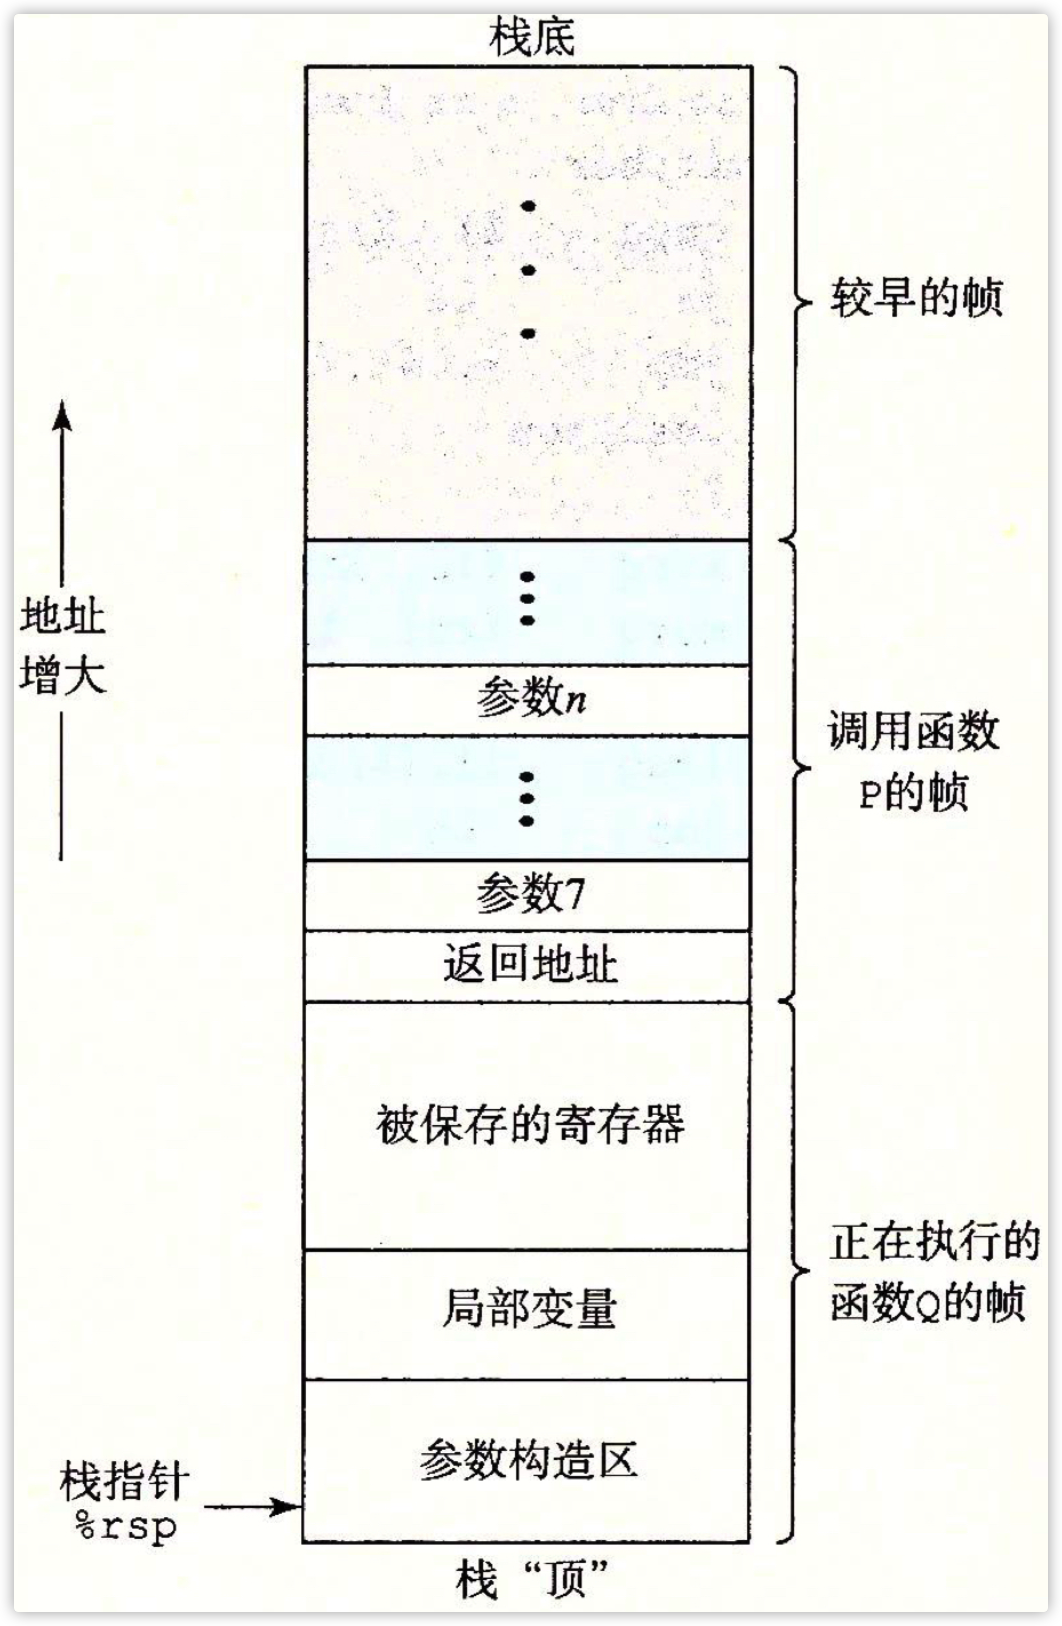 栈底
较早的帧
地址
增大
参数n
调用函数
P的帧
参数7
返回地址
被保存的寄存器
正在执行的
函数Q的帧
局部变量
参数构造区
栈指针
%rsp
栈“顶”